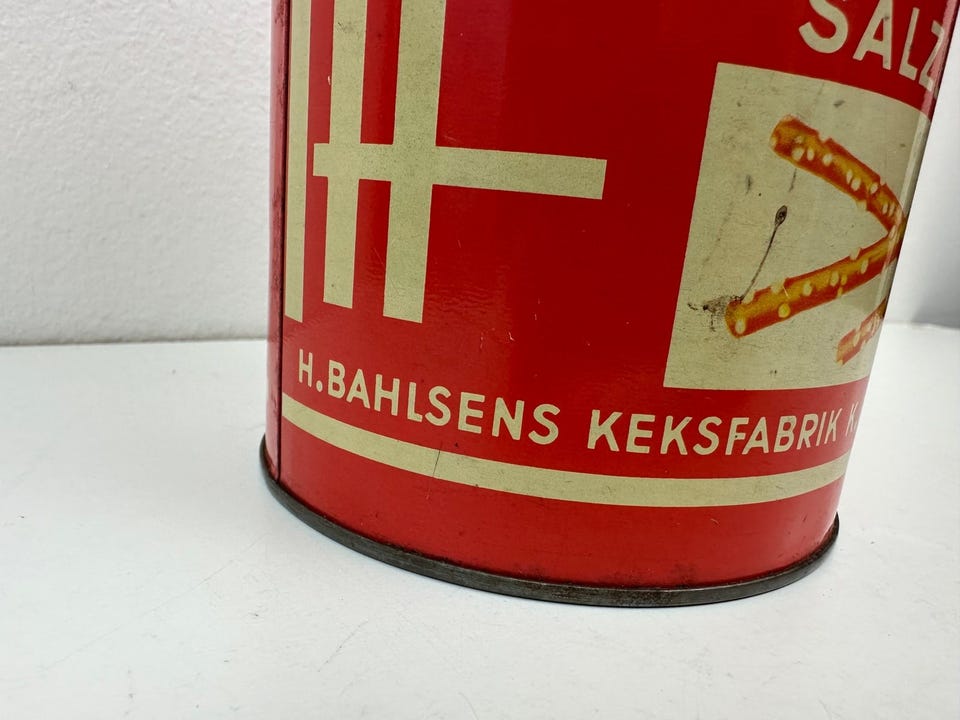 SALZ
H. BAHLSENS KEKSFABRIK K.